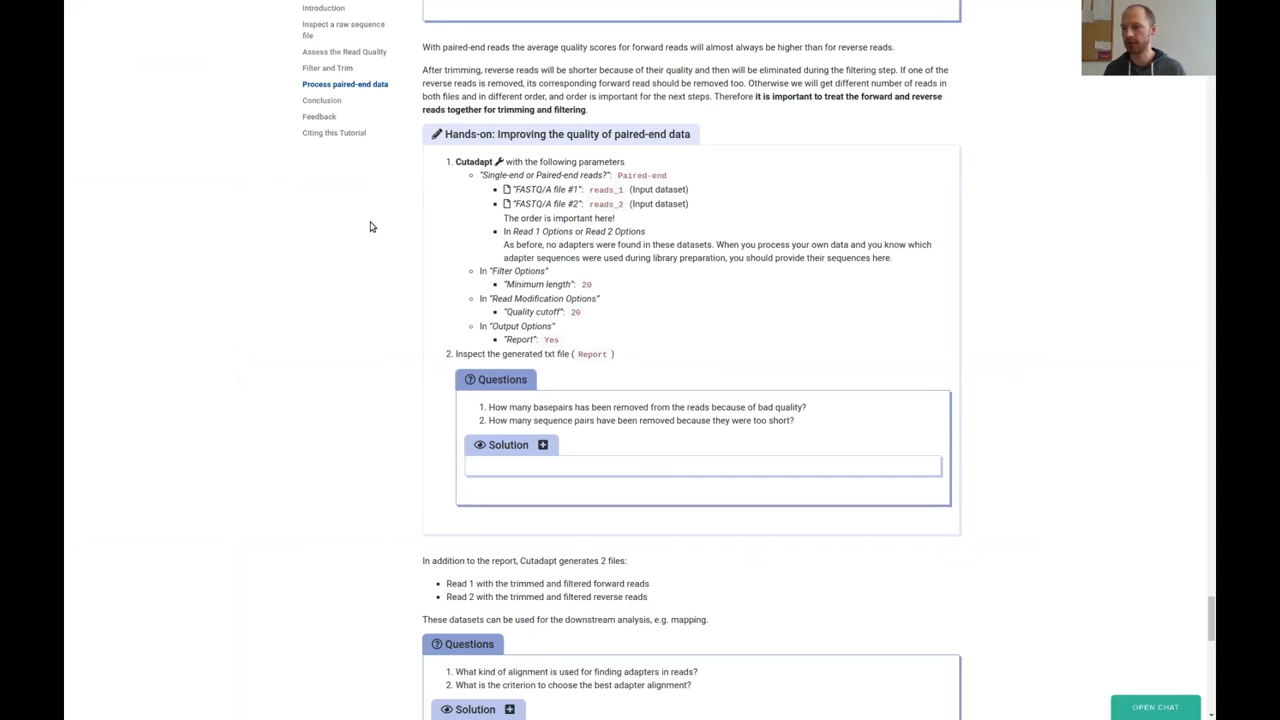 Introduction
Inspect a raw sequence
file
Assess the Read Quality
Filter and Trim
Process paired-end data
Conclusion
Feedback
Citing this Tutorial
With paired-end reads the average quality scores for forward reads will almost always be higher than for reverse reads.
After trimming, reverse reads will be shorter because of their quality and then will be eliminated during the filtering step. If one of the
reverse reads is removed, its corresponding forward read should be removed too. Otherwise we will get different number of reads in
both files and in different order, and order is important for the next steps. Therefore it is important to treat the forward and reverse
reads together for trimming and filtering.
Hands-on: Improving the quality of paired-end data
1. Cutadapt with the following parameters
"Single-end or Paired-end reads?": Paired-end
"FASTQ/A file #1": reads_1 (Input dataset)
"FASTQ/A file #2": reads_2 (Input dataset)
The order is important here!
In Read 1 Options or Read 2 Options
As before, no adapters were found in these datasets. When you process your own data and you know which
adapter sequences were used during library preparation, you should provide their sequences here.
In "Filter Options"
"Minimum length": 20
In "Read Modification Options"
"Quality cutoff": 20
In "Output Options"
"Report": Yes
2. Inspect the generated txt file ( Report )
Questions
1. How many basepairs has been removed from the reads because of bad quality?
2. How many sequence pairs have been removed because they were too short?
Solution
In addition to the report, Cutadapt generates 2 files:
Read 1 with the trimmed and filtered forward reads
Read 2 with the trimmed and filtered reverse reads
These datasets can be used for the downstream analysis, e.g. mapping.
Questions
1. What kind of alignment is used for finding adapters in reads?
2. What is the criterion to choose the best adapter alignment?
Solution
OPEN CHAT